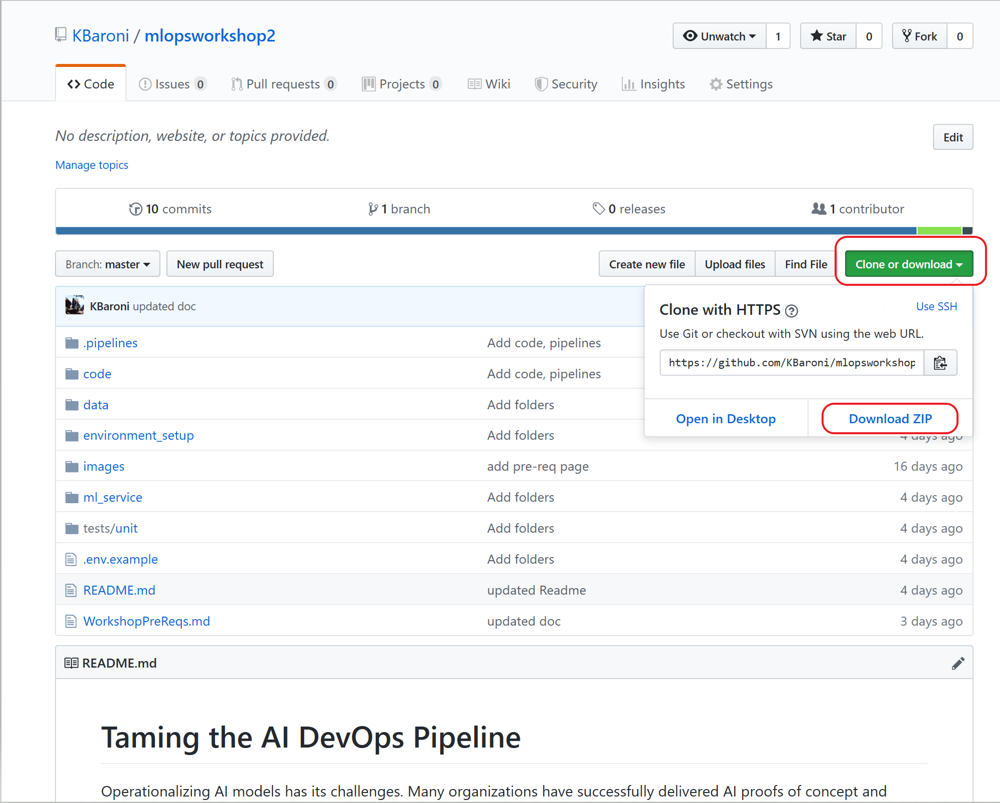 KBaroni / mlopsworkshop2
Unwatch 1 Star 0 Fork 0
Code Issues 0 Pull requests 0 Projects 0 Wiki Security Insights Settings
No description, website, or topics provided.
Edit
Manage topics
10 commits 1 branch 0 releases 1 contributor
Branch: master New pull request Create new file Upload files Find File Clone or download
KBaroni updated doc
Clone with HTTPS ? Use SSH
Use Git or checkout with SVN using the web URL.
https://github.com/KBaroni/mlopsworkshop
Open in Desktop Download ZIP
.pipelines Add code, pipelines
code Add code, pipelines
data Add folders
environment_setup Add folders 4 days ago
images add pre-req page 16 days ago
ml_service Add folders 4 days ago
tests/unit Add folders 4 days ago
.env.example Add folders 4 days ago
README.md updated Readme 4 days ago
WorkshopPreReqs.md updated doc 3 days ago
README.md
Taming the AI DevOps Pipeline
Operationalizing AI models has its challenges. Many organizations have successfully delivered AI proofs of concept and